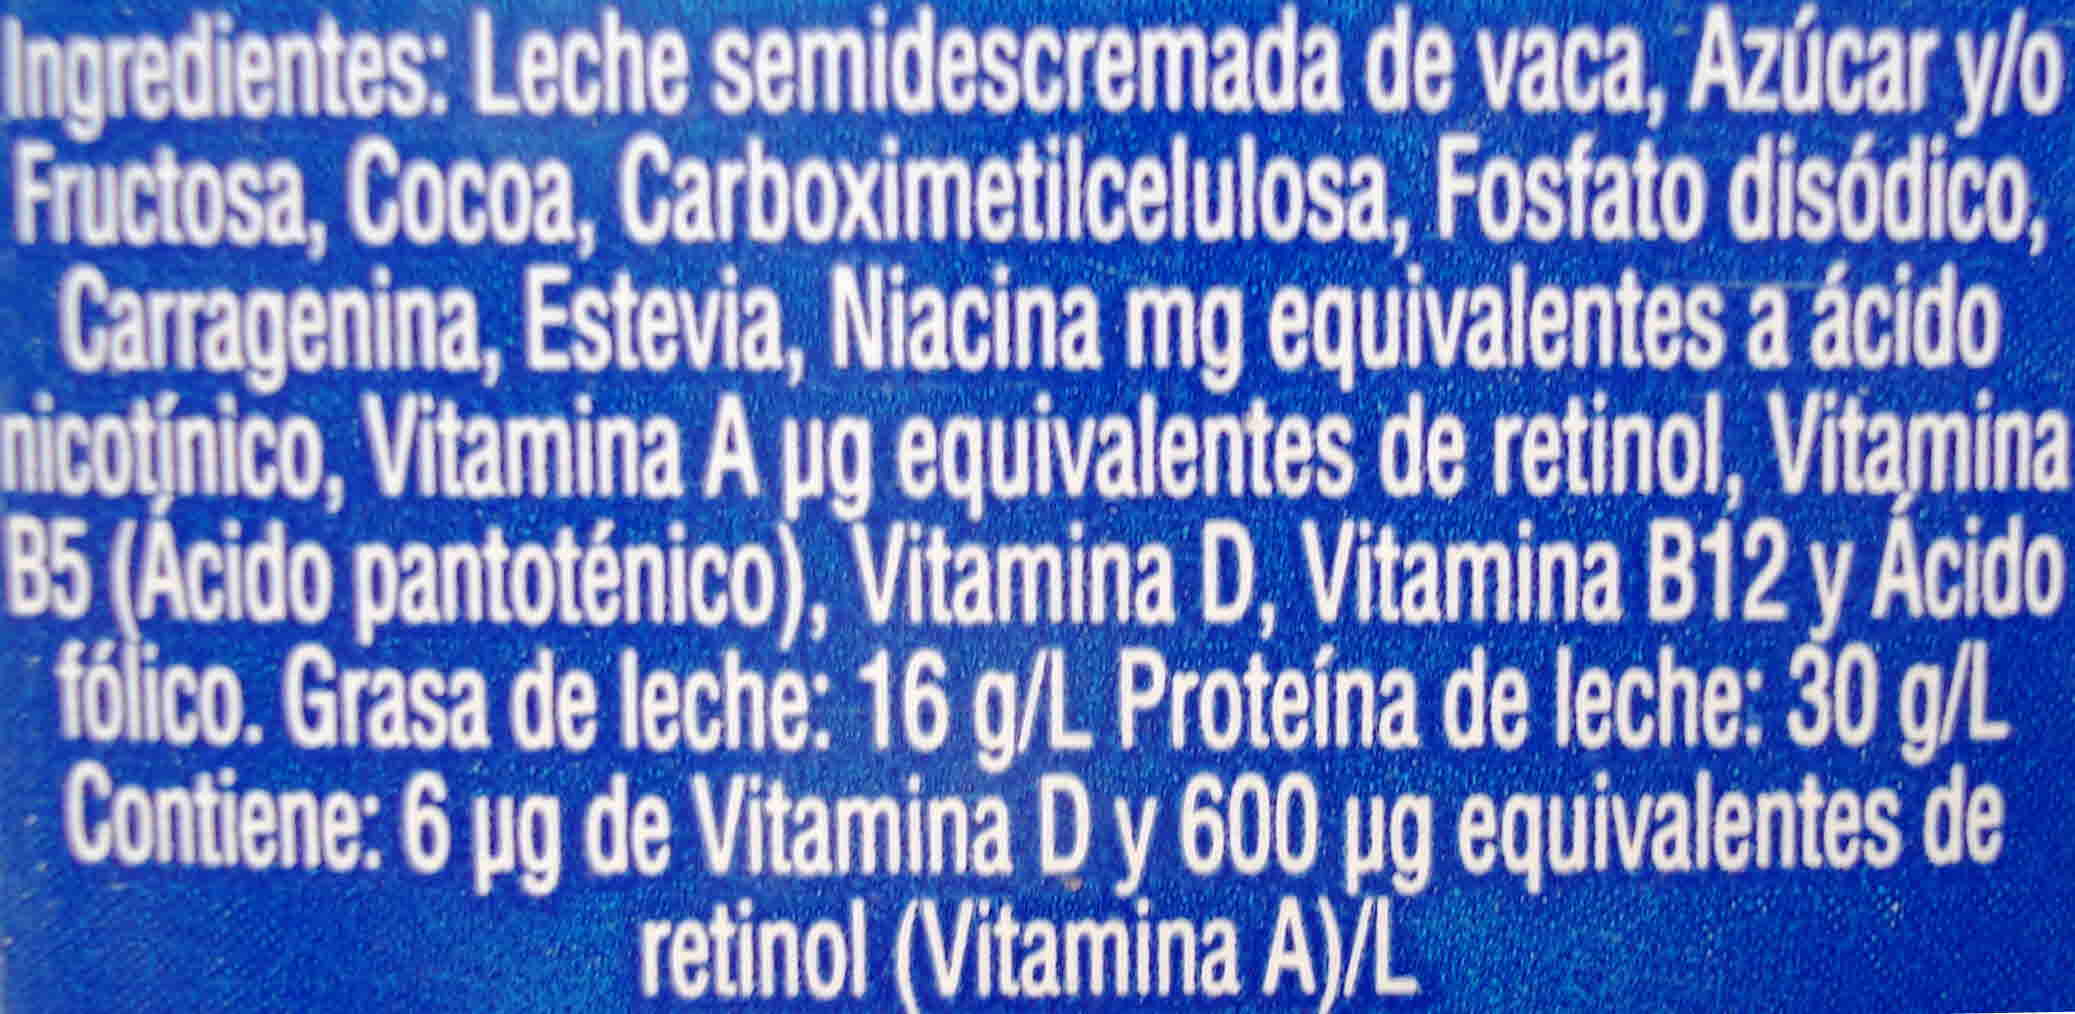 Ingredientes: Leche semidescremada de vaca, Azúcar y/o
Fructosa, Cocoa, Carboximetilcelulosa, Fosfato disódico,
Carragenina, Estevia, Niacina mg equivalentes a ácido
nicotínico, Vitamina A µg equivalentes de retinol, Vitamina
B5 (Ácido pantoténico), Vitamina D, Vitamina B12 y Ácido
fólico. Grasa de leche: 16 g/L Proteína de leche: 30 g/L
Contiene: 6 µg de Vitamina D y 600 µg equivalentes de
retinol (Vitamina A)/L